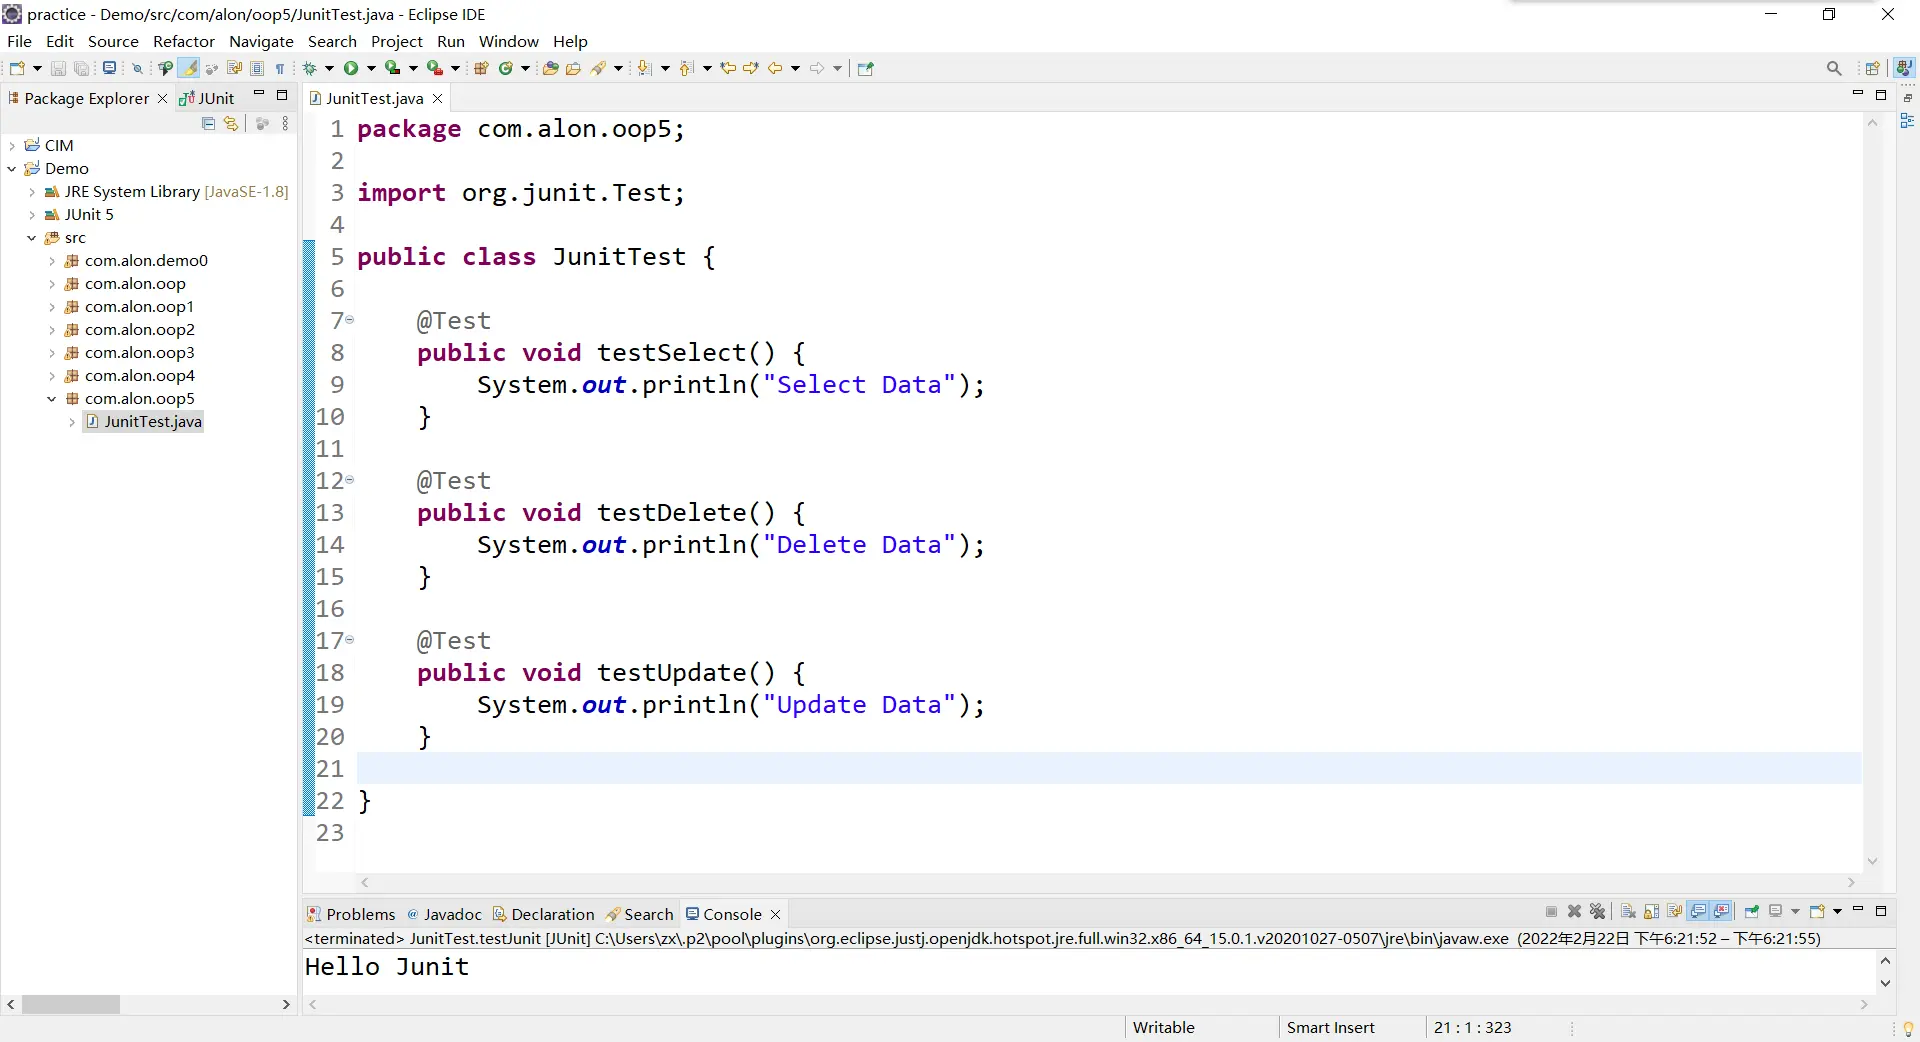 practice - Demo/src/com/alon/oop5/JunitTest.java - Eclipse IDE
File Edit Source Refactor Navigate Search Project Run Window Help
Package Explorer JUnit
CIM
Demo
JRE System Library [JavaSE-1.8]
JUnit 5
src
com.alon.demo0
com.alon.oop
com.alon.oop1
com.alon.oop2
com.alon.oop3
com.alon.oop4
com.alon.oop5
JunitTest.java
JunitTest.java
1 package com.alon.oop5;
2
3 import org.junit.Test;
4
5 public class JunitTest {
6
7 @Test
8 public void testSelect() {
9 System.out.println("Select Data");
10 }
11
12 @Test
13 public void testDelete() {
14 System.out.println("Delete Data");
15 }
16
17 @Test
18 public void testUpdate() {
19 System.out.println("Update Data");
20 }
21
22 }
23
Problems @ Javadoc Declaration Search Console
<terminated> JunitTest.testJunit [JUnit] C:\Users\zx\.p2\pool\plugins\org.eclipse.justj.openjdk.hotspot.jre.full.win32.x86_64_15.0.1.v20201027-0507\jre\bin\javaw.exe (2022年2月22日 下午6:21:52 – 下午6:21:55)
Hello Junit
Writable Smart Insert 21 : 1 : 323